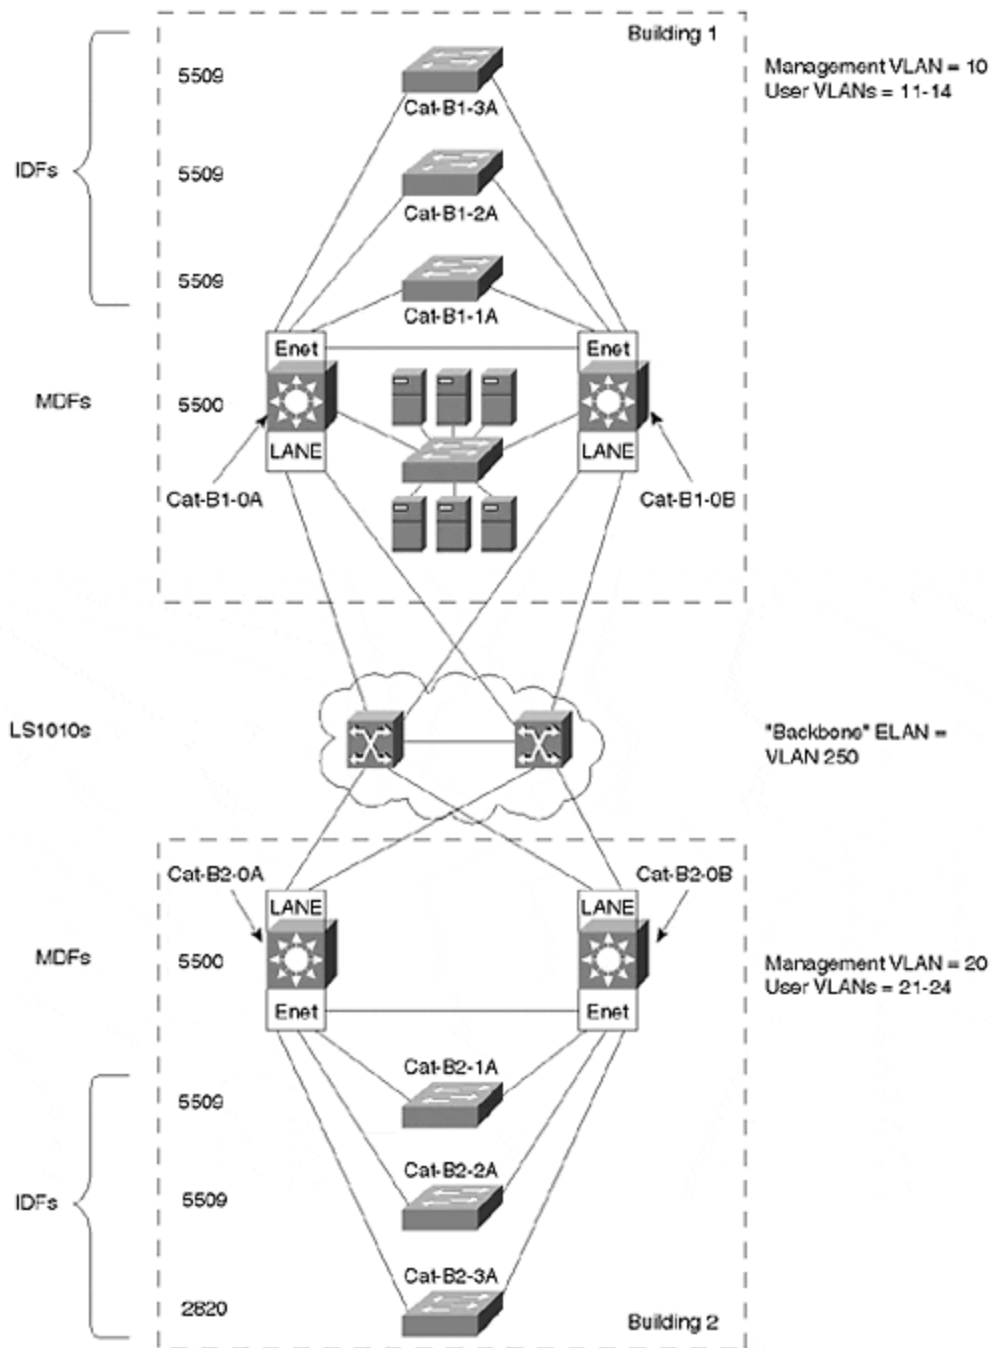 Building 1
5509
Cat-B1-3A
Management VLAN = 10
User VLANs = 11-14
IDFs
5509
Cat-B1-2A
5509
Cat-B1-1A
Enet
Enet
MDFs
5500
LANE
LANE
Cat-B1-0A
Cat-B1-0B
LS1010s
"Backbone" ELAN =
VLAN 250
Cat-B2-0A
Cat-B2-0B
LANE
LANE
MDFs
5500
Management VLAN = 20
User VLANs = 21-24
Enet
Enet
Cat-B2-1A
5509
Cat-B2-2A
IDFs
5509
Cat-B2-3A
2820
Building 2